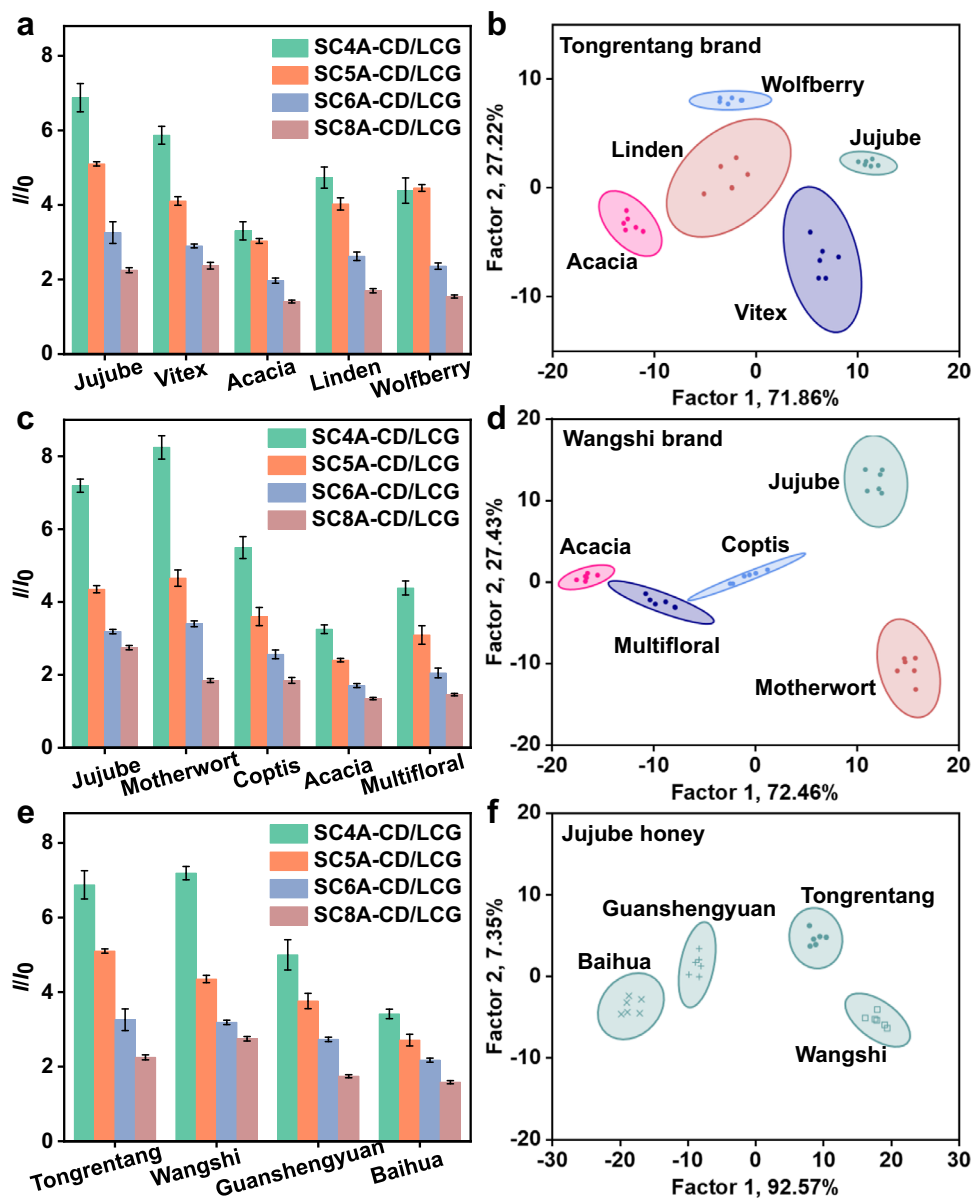 a
8
6
4
2
0
I/I0
SC4A-CD/LCG
SC5A-CD/LCG
SC6A-CD/LCG
SC8A-CD/LCG
Jujube
Vitex
Acacia
Linden
Wolfberry
b
Tongrentang brand
Wolfberry
Linden
Jujube
Acacia
Vitex
10
0
-10
Factor 2, 27.22%
-20
-10
0
10
20
Factor 1, 71.86%
c
8
6
4
2
0
I/I0
SC4A-CD/LCG
SC5A-CD/LCG
SC6A-CD/LCG
SC8A-CD/LCG
Jujube
Motherwort
Coptis
Acacia
Multifloral
d
Wangshi brand
Jujube
Coptis
Acacia
Multifloral
Motherwort
20
10
0
-10
-20
Factor 2, 27.43%
-20
-10
0
10
20
Factor 1, 72.46%
e
8
6
4
2
0
I/I0
SC4A-CD/LCG
SC5A-CD/LCG
SC6A-CD/LCG
SC8A-CD/LCG
Tongrentang
Wangshi
Guanshengyuan
Baihua
f
Jujube honey
Tongrentang
Guanshengyuan
Baihua
Wangshi
20
10
0
-10
-20
Factor 2, 7.35%
-30
-20
-10
0
10
20
30
Factor 1, 92.57%